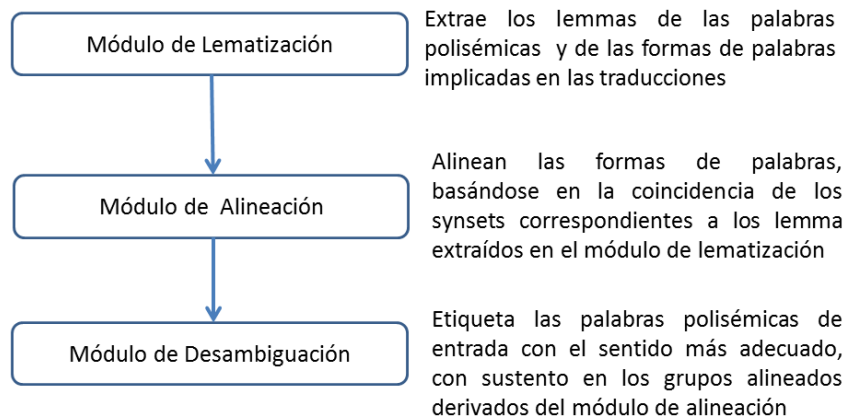 Módulo de Lematización
Extrae los lemmas de las palabras
polisémicas y de las formas de palabras
implicadas en las traducciones
Módulo de Alineación
Alinean las formas de palabras,
basándose en la coincidencia de los
synsets correspondientes a los lemma
extraídos en el módulo de lematización
Módulo de Desambiguación
Etiqueta las palabras polisémicas de
entrada con el sentido más adecuado,
con sustento en los grupos alineados
derivados del módulo de alineación